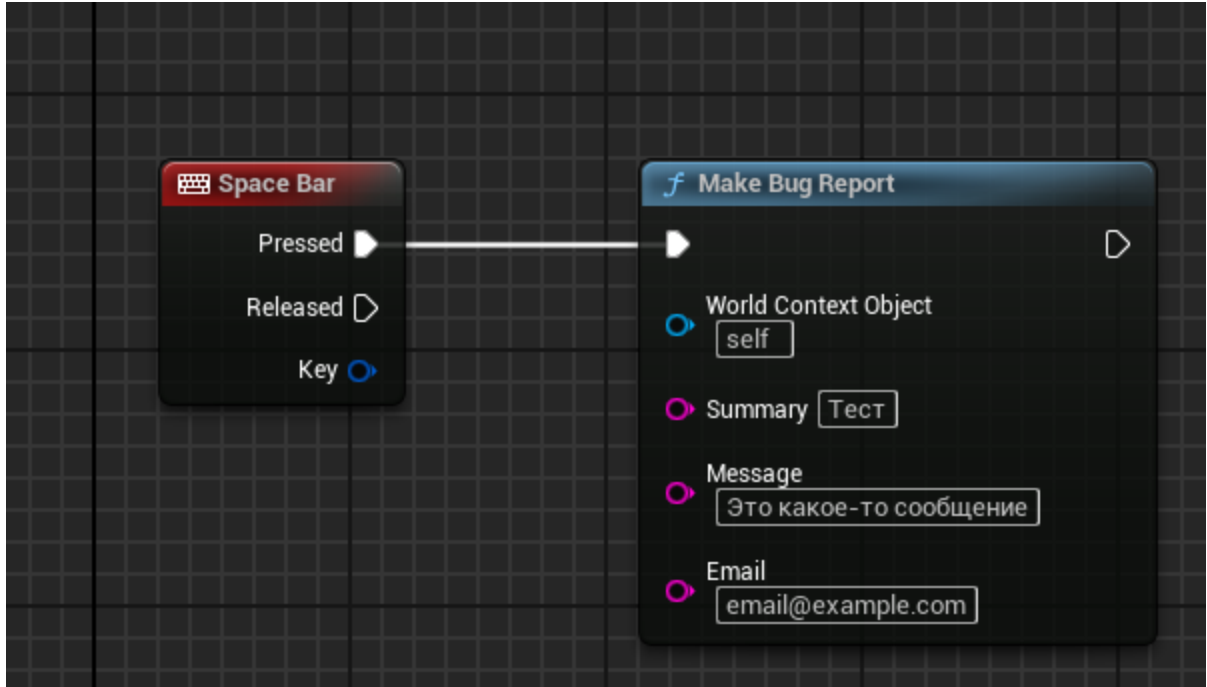 Space Bar
Pressed
Released
Key
Make Bug Report
World Context Object
self
Summary Тест
Message
Это какое-то сообщение
Email
email@example.com